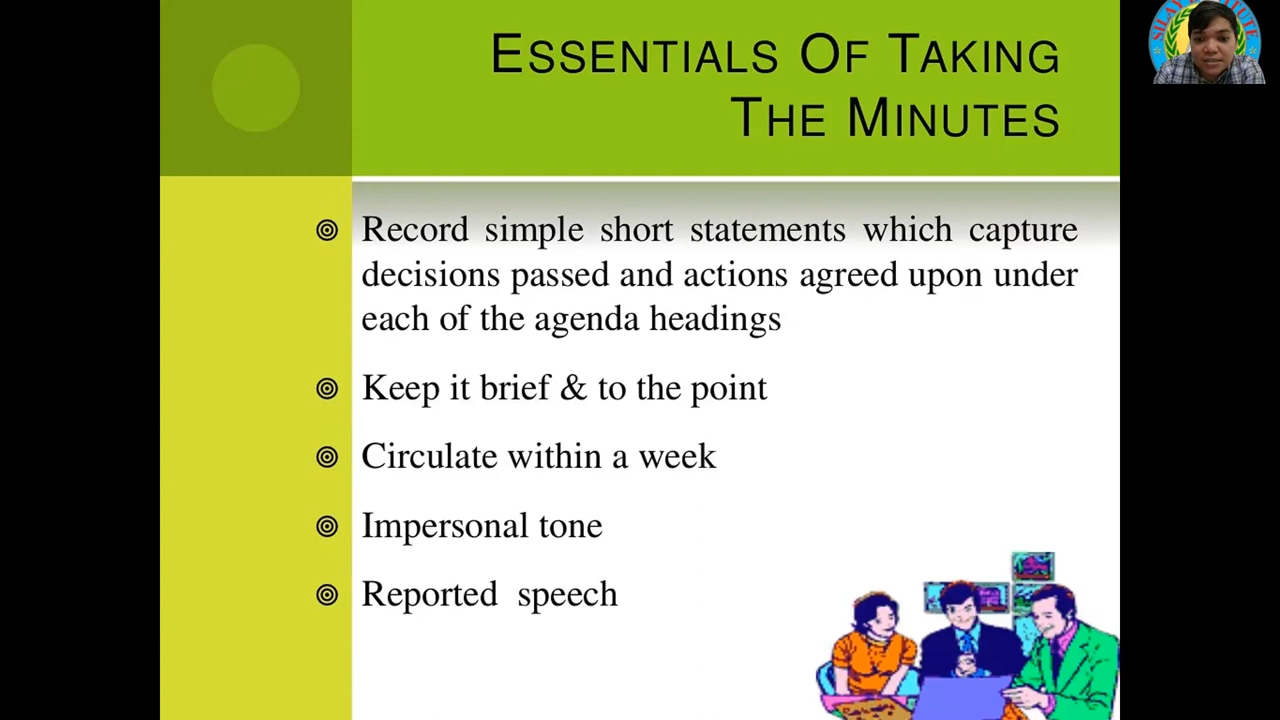 ESSENTIALS OF TAKING
THE MINUTES
Record simple short statements which capture
decisions passed and actions agreed upon under
each of the agenda headings
Keep it brief & to the point
Circulate within a week
Impersonal tone
Reported speech